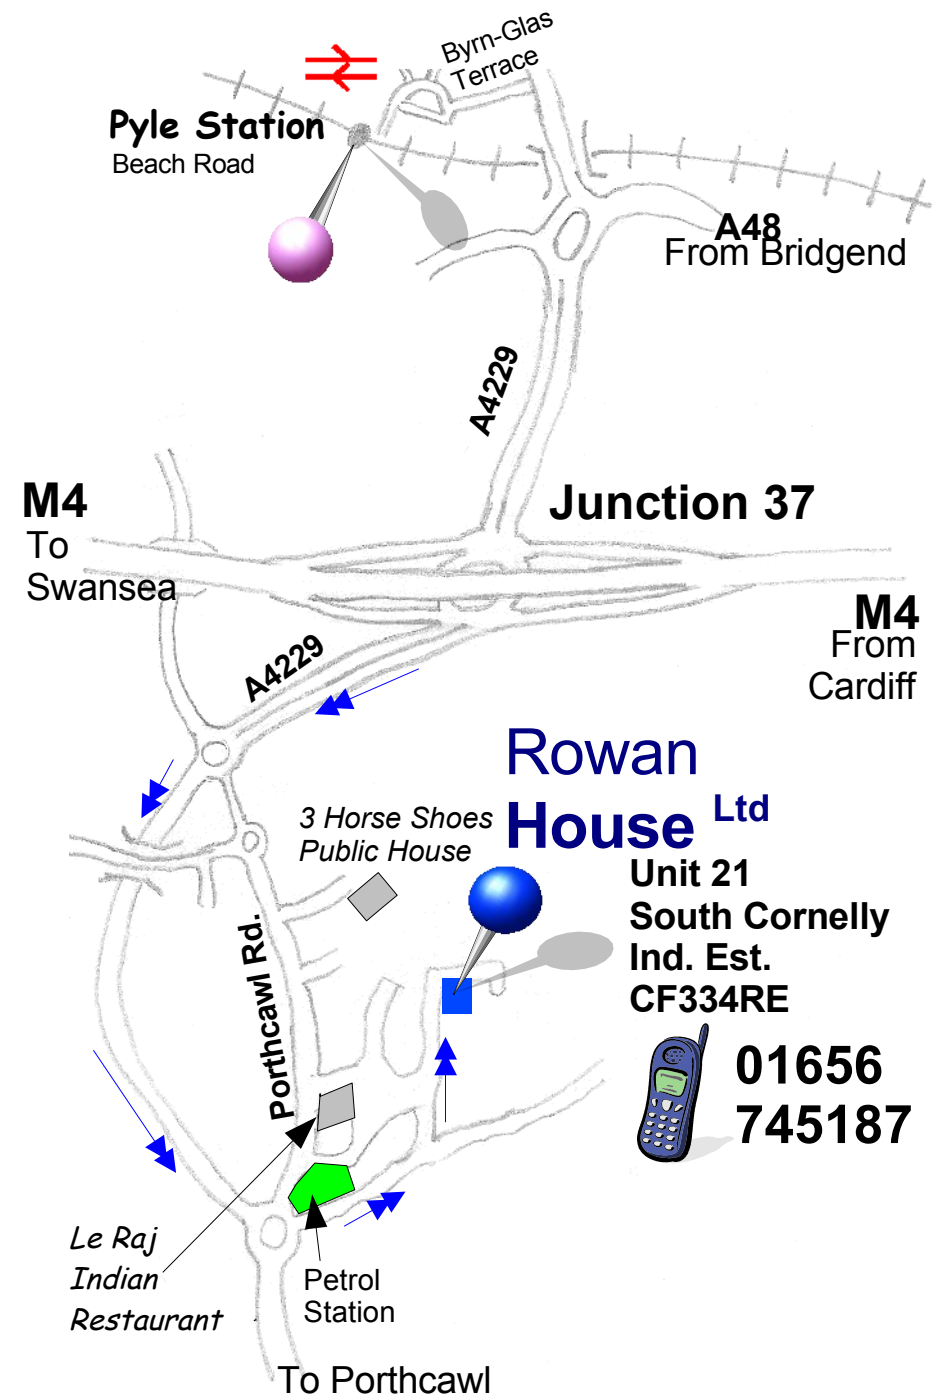 Byrn-Glas
Terrace
Pyle Station
Beach Road
A48
From Bridgend
A4229
M4
To
Swansea
Junction 37
M4
From
Cardiff
A4229
Rowan
House Ltd
3 Horse Shoes
Public House
Unit 21
South Cornelly
Ind. Est.
CF334RE
Porthcawl Rd.
01656
745187
Le Raj
Indian
Restaurant
Petrol
Station
To Porthcawl